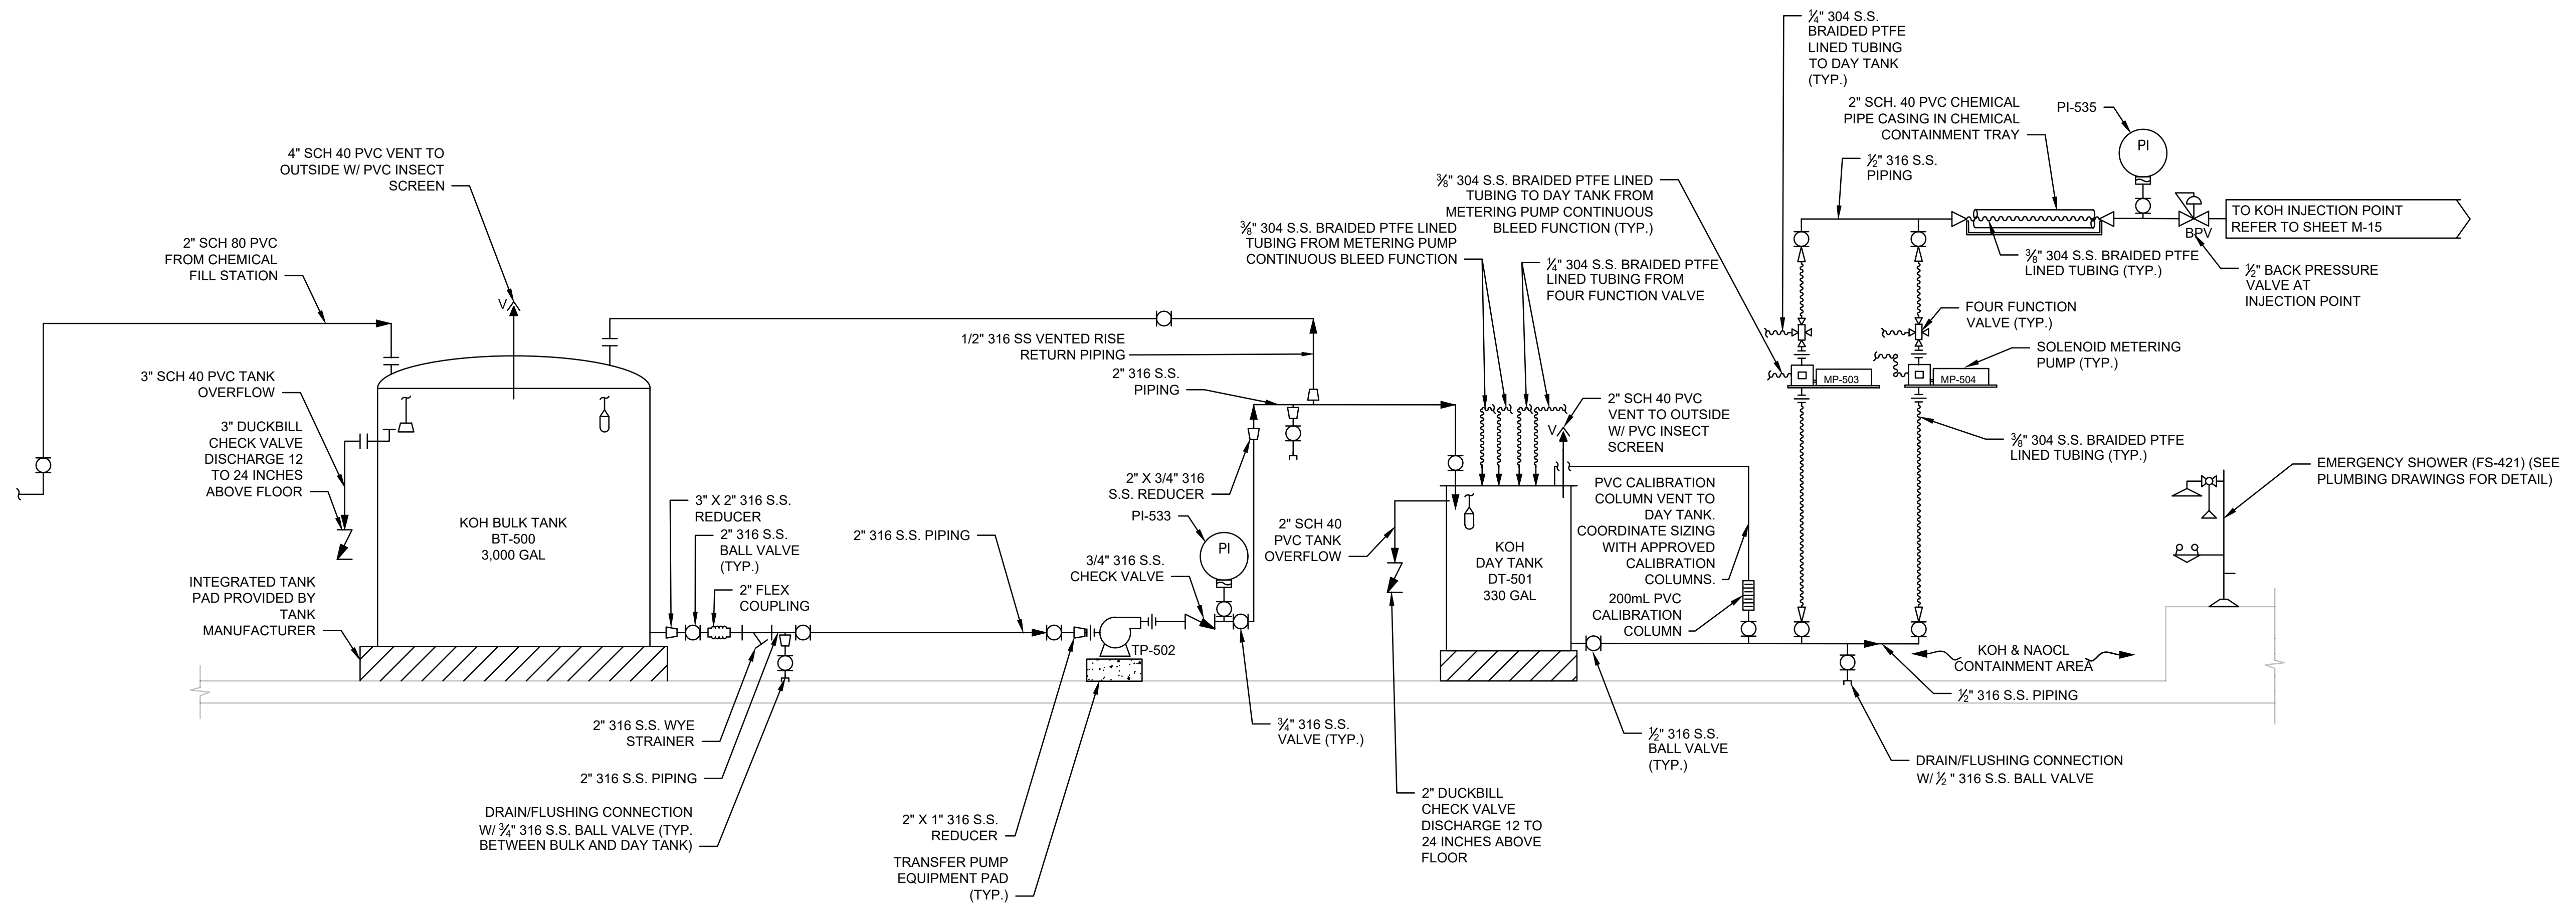 ¼" 304 S.S.
BRAIDED PTFE
LINED TUBING
TO DAY TANK
(TYP.)
2" SCH. 40 PVC CHEMICAL
PIPE CASING IN CHEMICAL
CONTAINMENT TRAY
PI-535
PI
½" 316 S.S.
PIPING
4" SCH 40 PVC VENT TO
OUTSIDE W/ PVC INSECT
SCREEN
⅜" 304 S.S. BRAIDED PTFE LINED
TUBING TO DAY TANK FROM
METERING PUMP CONTINUOUS
BLEED FUNCTION (TYP.)
TO KOH INJECTION POINT
REFER TO SHEET M-15
BPV
⅜" 304 S.S. BRAIDED PTFE LINED
TUBING FROM METERING PUMP
CONTINUOUS BLEED FUNCTION
2" SCH 80 PVC
FROM CHEMICAL
FILL STATION
¼" 304 S.S. BRAIDED PTFE
LINED TUBING FROM
FOUR FUNCTION VALVE
⅜" 304 S.S. BRAIDED PTFE
LINED TUBING (TYP.)
½" BACK PRESSURE
VALVE AT
INJECTION POINT
V
FOUR FUNCTION
VALVE (TYP.)
1/2" 316 SS VENTED RISE
RETURN PIPING
SOLENOID METERING
PUMP (TYP.)
3" SCH 40 PVC TANK
OVERFLOW
2" 316 S.S.
PIPING
MP-503
MP-504
2" SCH 40 PVC
VENT TO OUTSIDE
W/ PVC INSECT
SCREEN
V
3" DUCKBILL
CHECK VALVE
DISCHARGE 12
TO 24 INCHES
ABOVE FLOOR
⅜" 304 S.S. BRAIDED PTFE
LINED TUBING (TYP.)
EMERGENCY SHOWER (FS-421) (SEE
PLUMBING DRAWINGS FOR DETAIL)
2" X 3/4" 316
S.S. REDUCER
PVC CALIBRATION
COLUMN VENT TO
DAY TANK.
COORDINATE SIZING
WITH APPROVED
CALIBRATION
COLUMNS.
3" X 2" 316 S.S.
REDUCER
PI-533
KOH BULK TANK
BT-500
3,000 GAL
2" 316 S.S.
BALL VALVE
(TYP.)
2" 316 S.S. PIPING
2" SCH 40
PVC TANK
OVERFLOW
PI
KOH
DAY TANK
DT-501
330 GAL
3/4" 316 S.S.
CHECK VALVE
INTEGRATED TANK
PAD PROVIDED BY
TANK
MANUFACTURER
2" FLEX
COUPLING
200mL PVC
CALIBRATION
COLUMN
TP-502
KOH & NAOCL
CONTAINMENT AREA
½" 316 S.S. PIPING
2" 316 S.S. WYE
STRAINER
¾" 316 S.S.
VALVE (TYP.)
½" 316 S.S.
BALL VALVE
(TYP.)
DRAIN/FLUSHING CONNECTION
W/ ½ " 316 S.S. BALL VALVE
2" 316 S.S. PIPING
DRAIN/FLUSHING CONNECTION
W/ ¾" 316 S.S. BALL VALVE (TYP.
BETWEEN BULK AND DAY TANK)
2" X 1" 316 S.S.
REDUCER
2" DUCKBILL
CHECK VALVE
DISCHARGE 12 TO
24 INCHES ABOVE
FLOOR
TRANSFER PUMP
EQUIPMENT PAD
(TYP.)